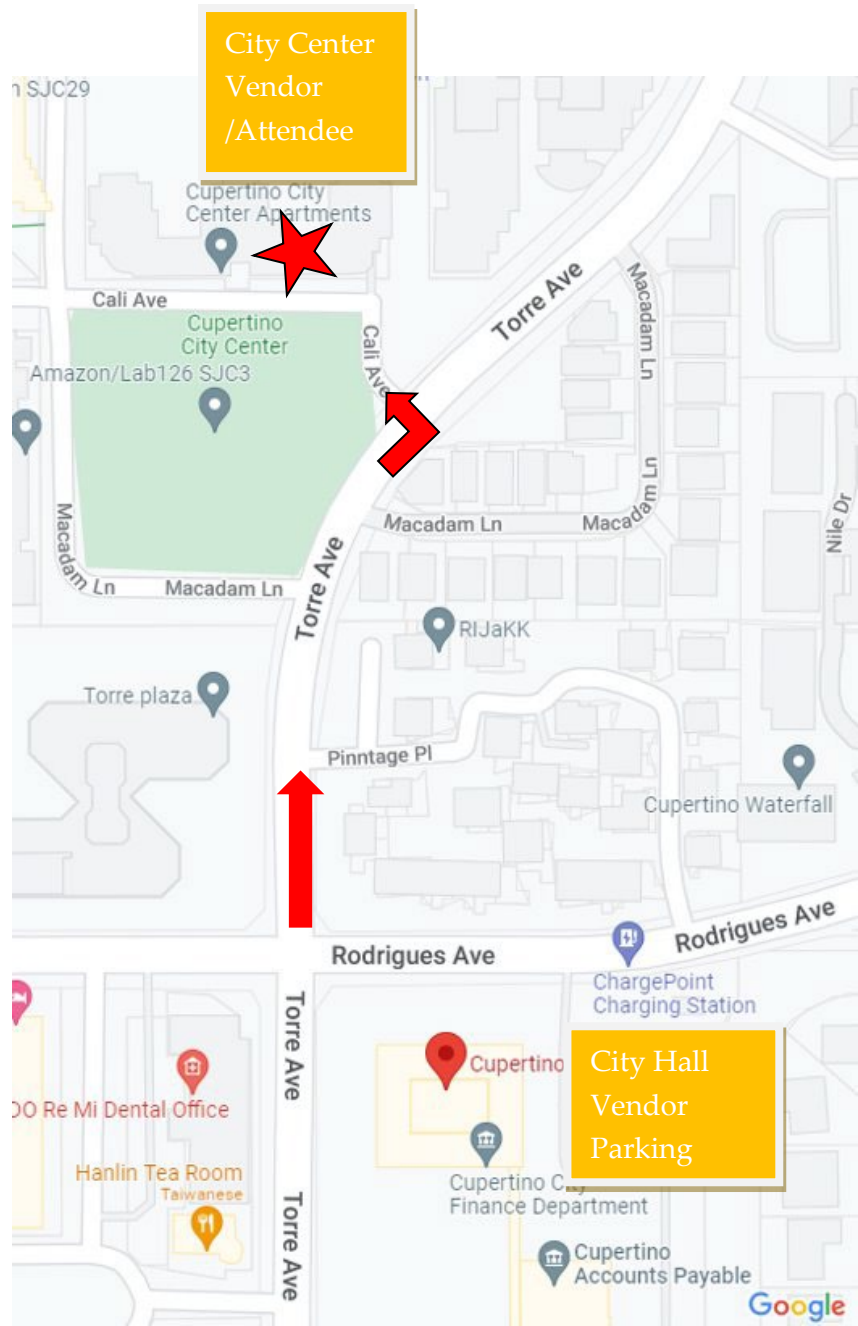 City Center
Vendor
/Attendee
n SJC29
Cupertino City
Center Apartments
Cali Ave
Torre Ave
Macadam Ln
Cupertino
City Center
Cali Ave
Amazon/Lab126 SJC3
Macadam Ln
Macadam Ln
Macadam Ln
Nile Dr
Macadam Ln
Torre Ave
Macadam Ln
RIJaKK
Torre plaza
Pinntage Pl
Cupertino Waterfall
Rodrigues Ave
Rodrigues Ave
ChargePoint
Charging Station
Torre Ave
Cupertino
City Hall
Vendor
Parking
OO Re Mi Dental Office
Hanlin Tea Room
Taiwanese
Cupertino City
Finance Department
Torre Ave
Cupertino
Accounts Payable
Google